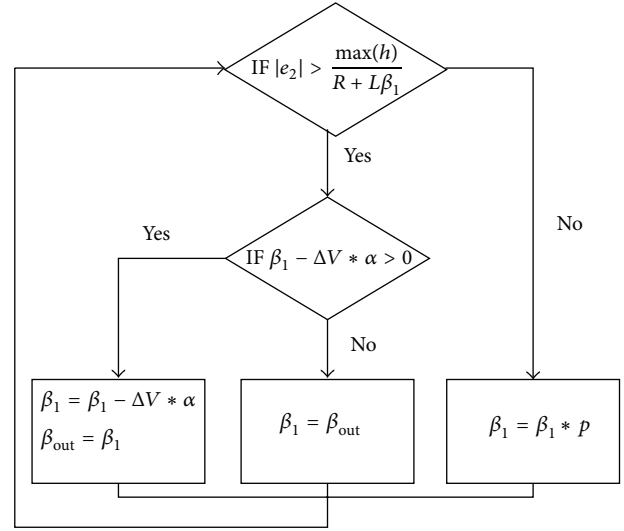 IF |e₂| > max(h) / (R + Lβ₁)
Yes
No
Yes
IF β₁ − ΔV ∗ α > 0
No
β₁ = β₁ − ΔV ∗ α
β_out = β₁
β₁ = β_out
β₁ = β₁ ∗ p